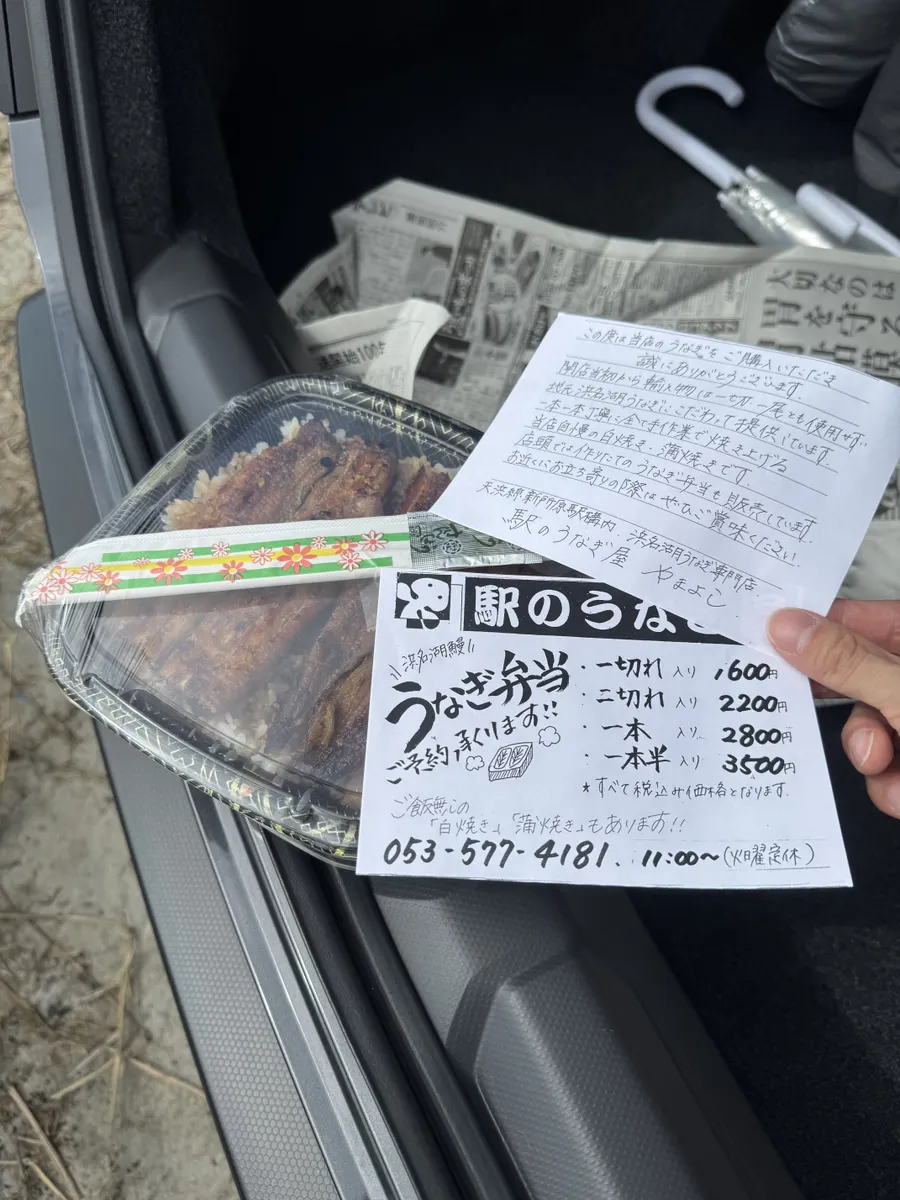 この度は当店のうなぎをご購入いただき
誠にありがとうございます。
開店当初から輸入物は一切、一尾とも使用せず、
地元浜名湖うなぎにこだわって提供しています。
一本一本丁寧に全て手作業で焼き上げる
当店自慢の白焼き・蒲焼きです。
店頭では作りたてのうなぎ弁当も販売しています。
お近くにお立ち寄りの際はぜひご賞味ください
天浜線新所原駅構内 浜名湖うなぎ専門店
駅のうなぎ屋 やまよし
駅のうな
浜名湖鰻
うなぎ弁当
ご予約承ります!!
・一切れ入り 1600円
・二切れ入り 2200円
・一本入り 2800円
・一本半入り 3500円
*すべて税込み価格となります。
ご飯無しの
「白焼き」「蒲焼き」もあります!!
053-577-4181. 11:00〜(火曜定休)
大切なのは
胃を守る